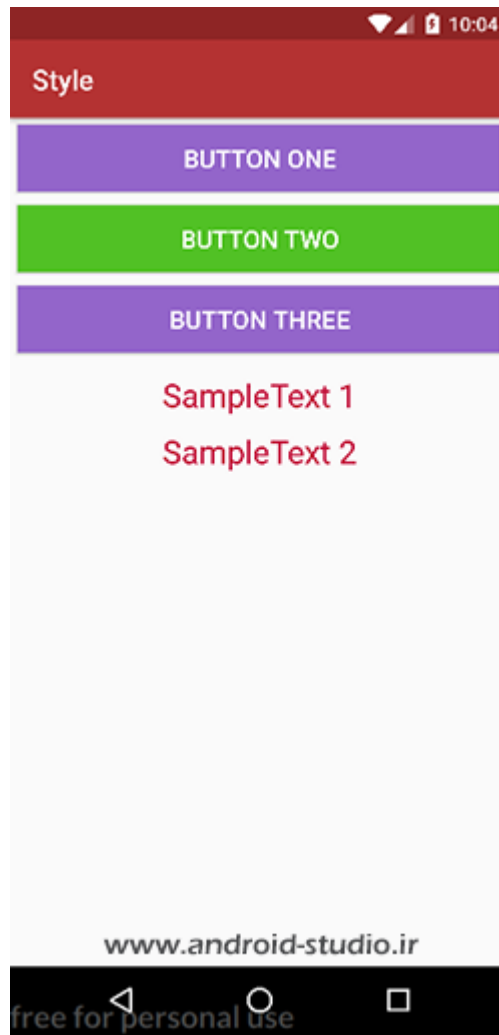 10:04
Style
BUTTON ONE
BUTTON TWO
BUTTON THREE
SampleText 1
SampleText 2
www.android-studio.ir
free for personal use